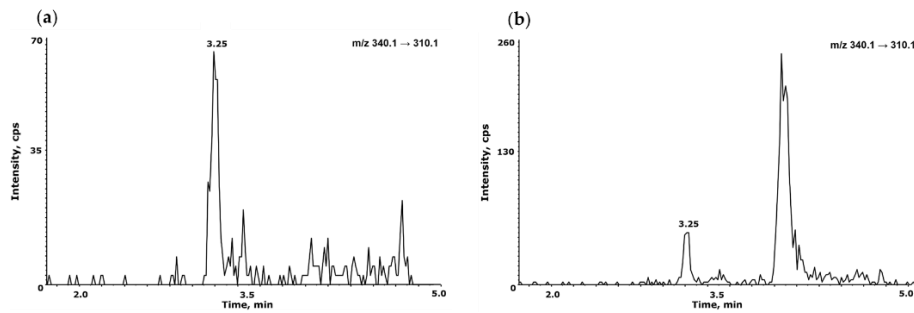 (a)
70
3.25
m/z 340.1 → 310.1
Intensity, cps
35
0
2.0
3.5
5.0
Time, min
(b)
260
m/z 340.1 → 310.1
Intensity, cps
130
3.25
0
2.0
3.5
5.0
Time, min